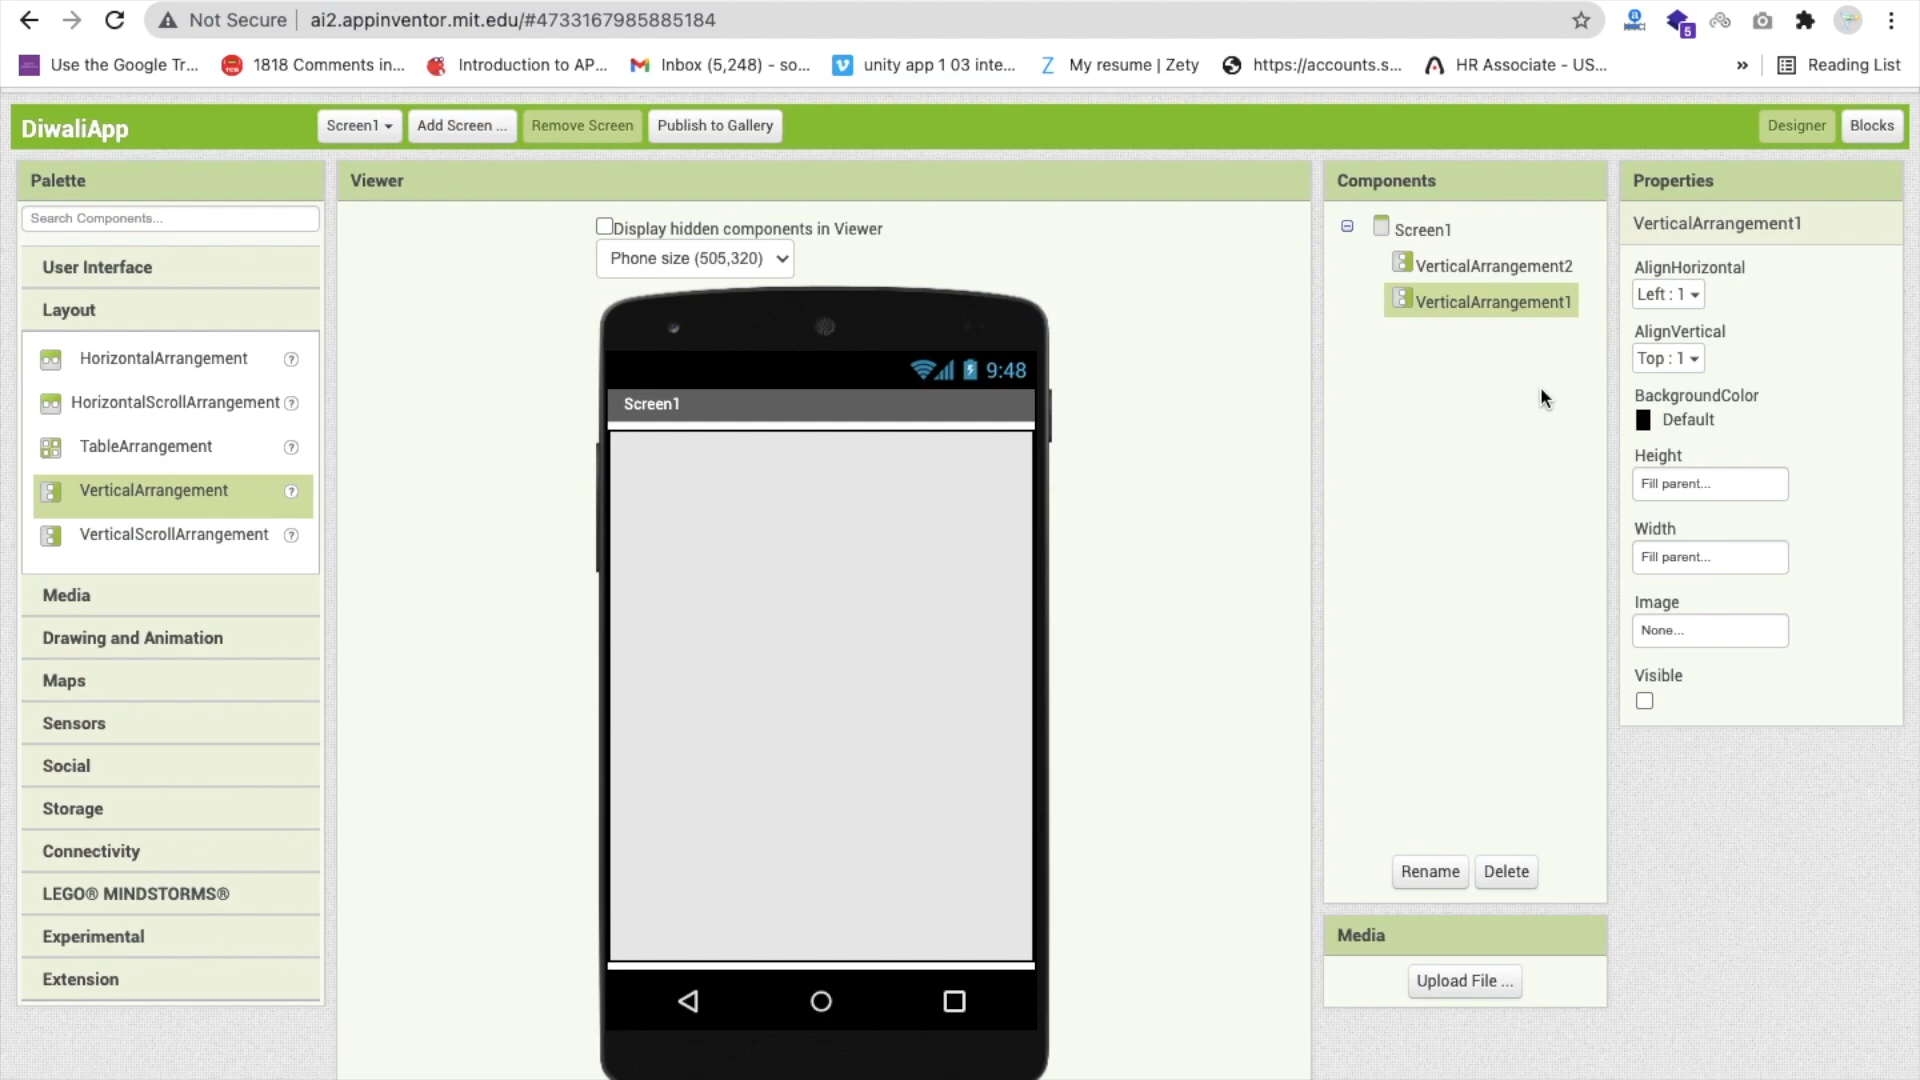 Not Secure
ai2.appinventor.mit.edu/#4733167985885184
5
Use the Google Tr...
1818 Comments in...
Introduction to AP...
Inbox (5,248) - so...
unity app 1 03 inte...
My resume | Zety
https://accounts.s...
HR Associate - US...
»
Reading List
DiwaliApp
Screen1
Add Screen ...
Remove Screen
Publish to Gallery
Designer
Blocks
Palette
Search Components...
User Interface
Layout
HorizontalArrangement ?
HorizontalScrollArrangement ?
TableArrangement ?
VerticalArrangement ?
VerticalScrollArrangement ?
Media
Drawing and Animation
Maps
Sensors
Social
Storage
Connectivity
LEGO® MINDSTORMS®
Experimental
Extension
Viewer
Display hidden components in Viewer
Phone size (505,320)
9:48
Screen1
Components
Screen1
VerticalArrangement2
VerticalArrangement1
Rename
Delete
Media
Upload File ...
Properties
VerticalArrangement1
AlignHorizontal
Left : 1
AlignVertical
Top : 1
BackgroundColor
Default
Height
Fill parent...
Width
Fill parent...
Image
None...
Visible